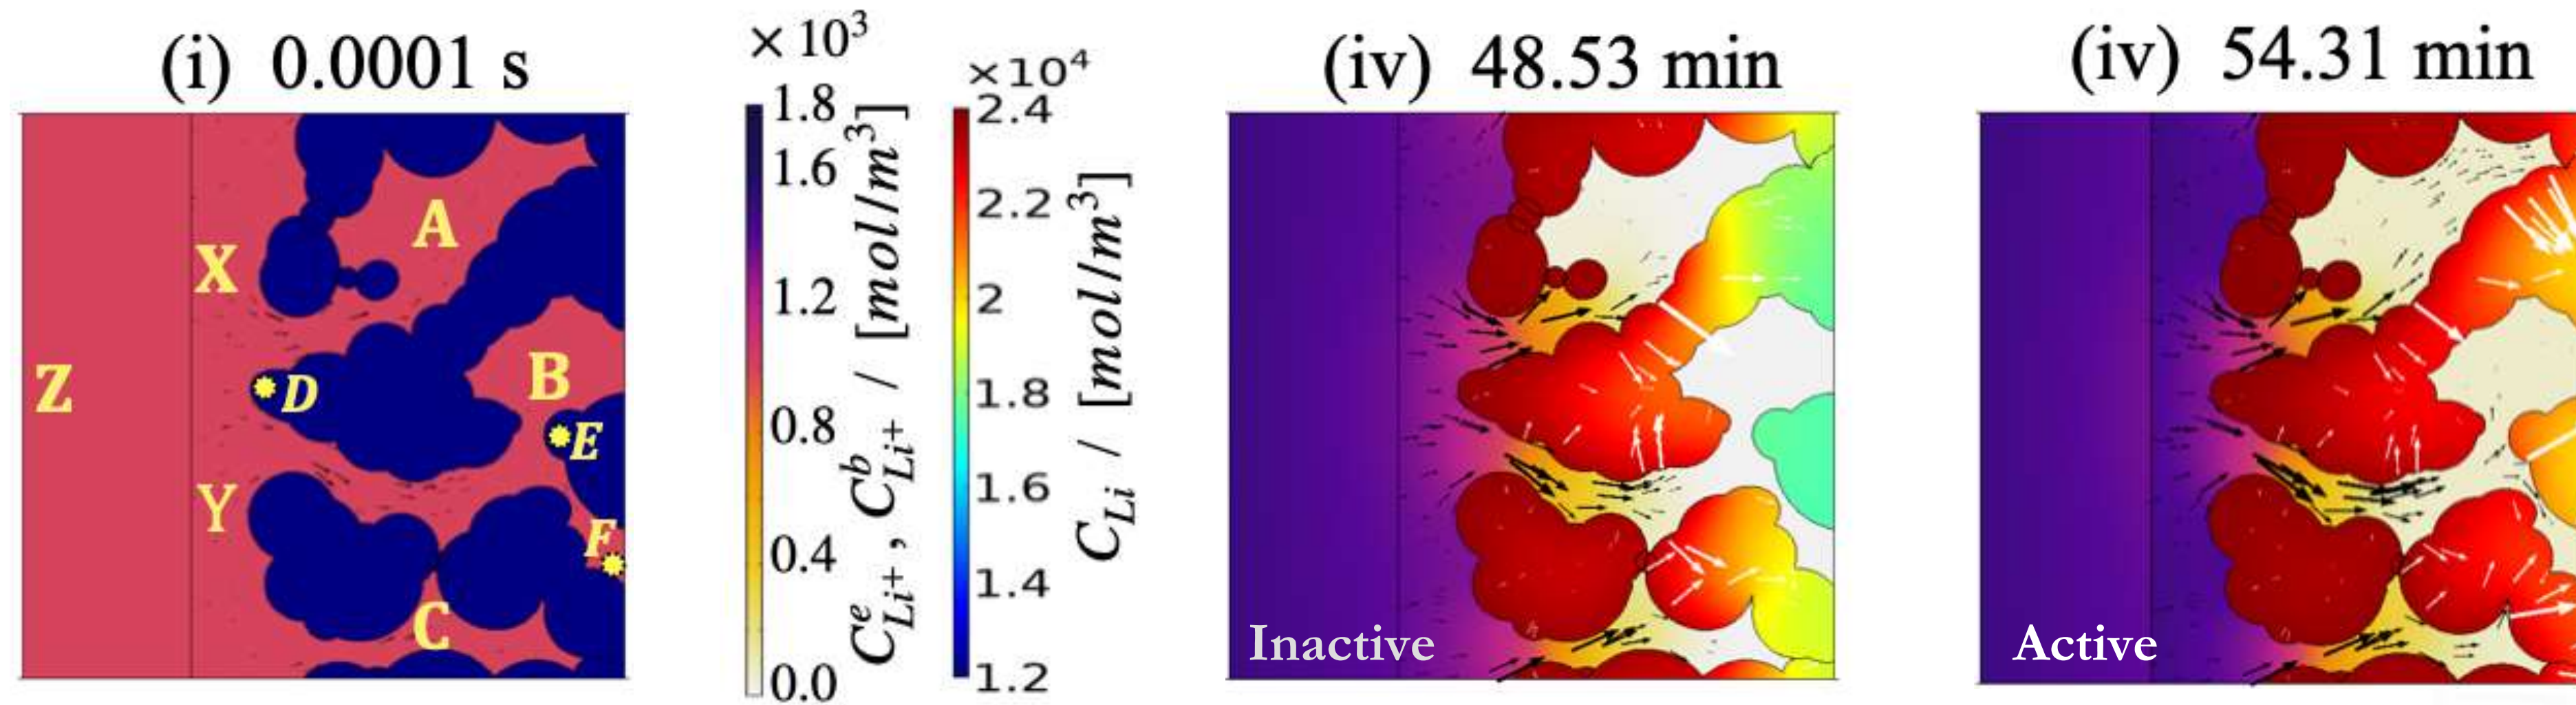 (i) 0.0001 s
X
A
Z
B
D
E
Y
F
C
×10³
1.8
1.6
1.2
0.8
0.4
0.0
C^e_{Li+}, C^b_{Li+} / [mol/m³]
×10⁴
2.4
2.2
2
1.8
1.6
1.4
1.2
C_{Li} / [mol/m³]
(iv) 48.53 min
Inactive
(iv) 54.31 min
Active